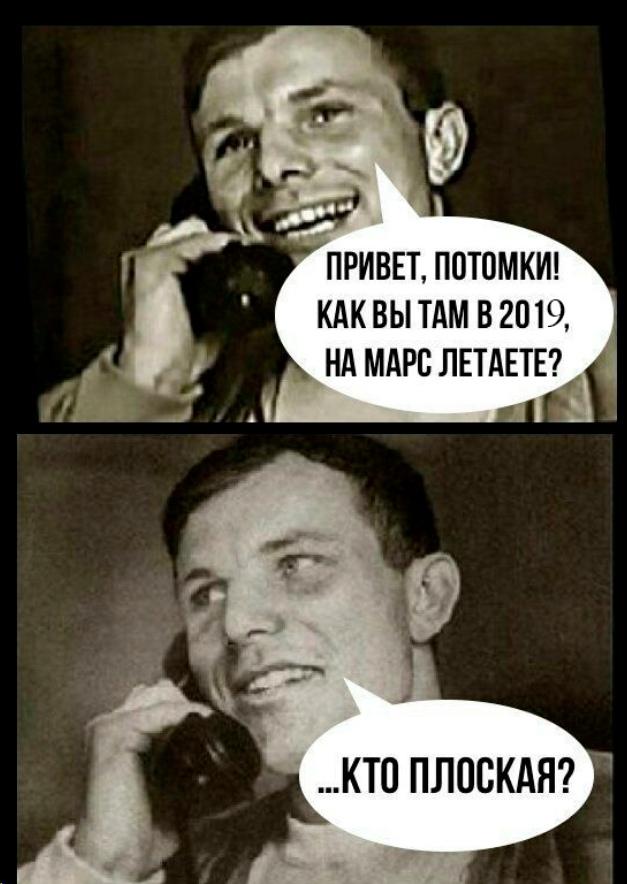 ПРИВЕТ, ПОТОМКИ!
КАК ВЫ ТАМ В 2019,
НА МАРС ЛЕТАЕТЕ?
...КТО ПЛОСКАЯ?